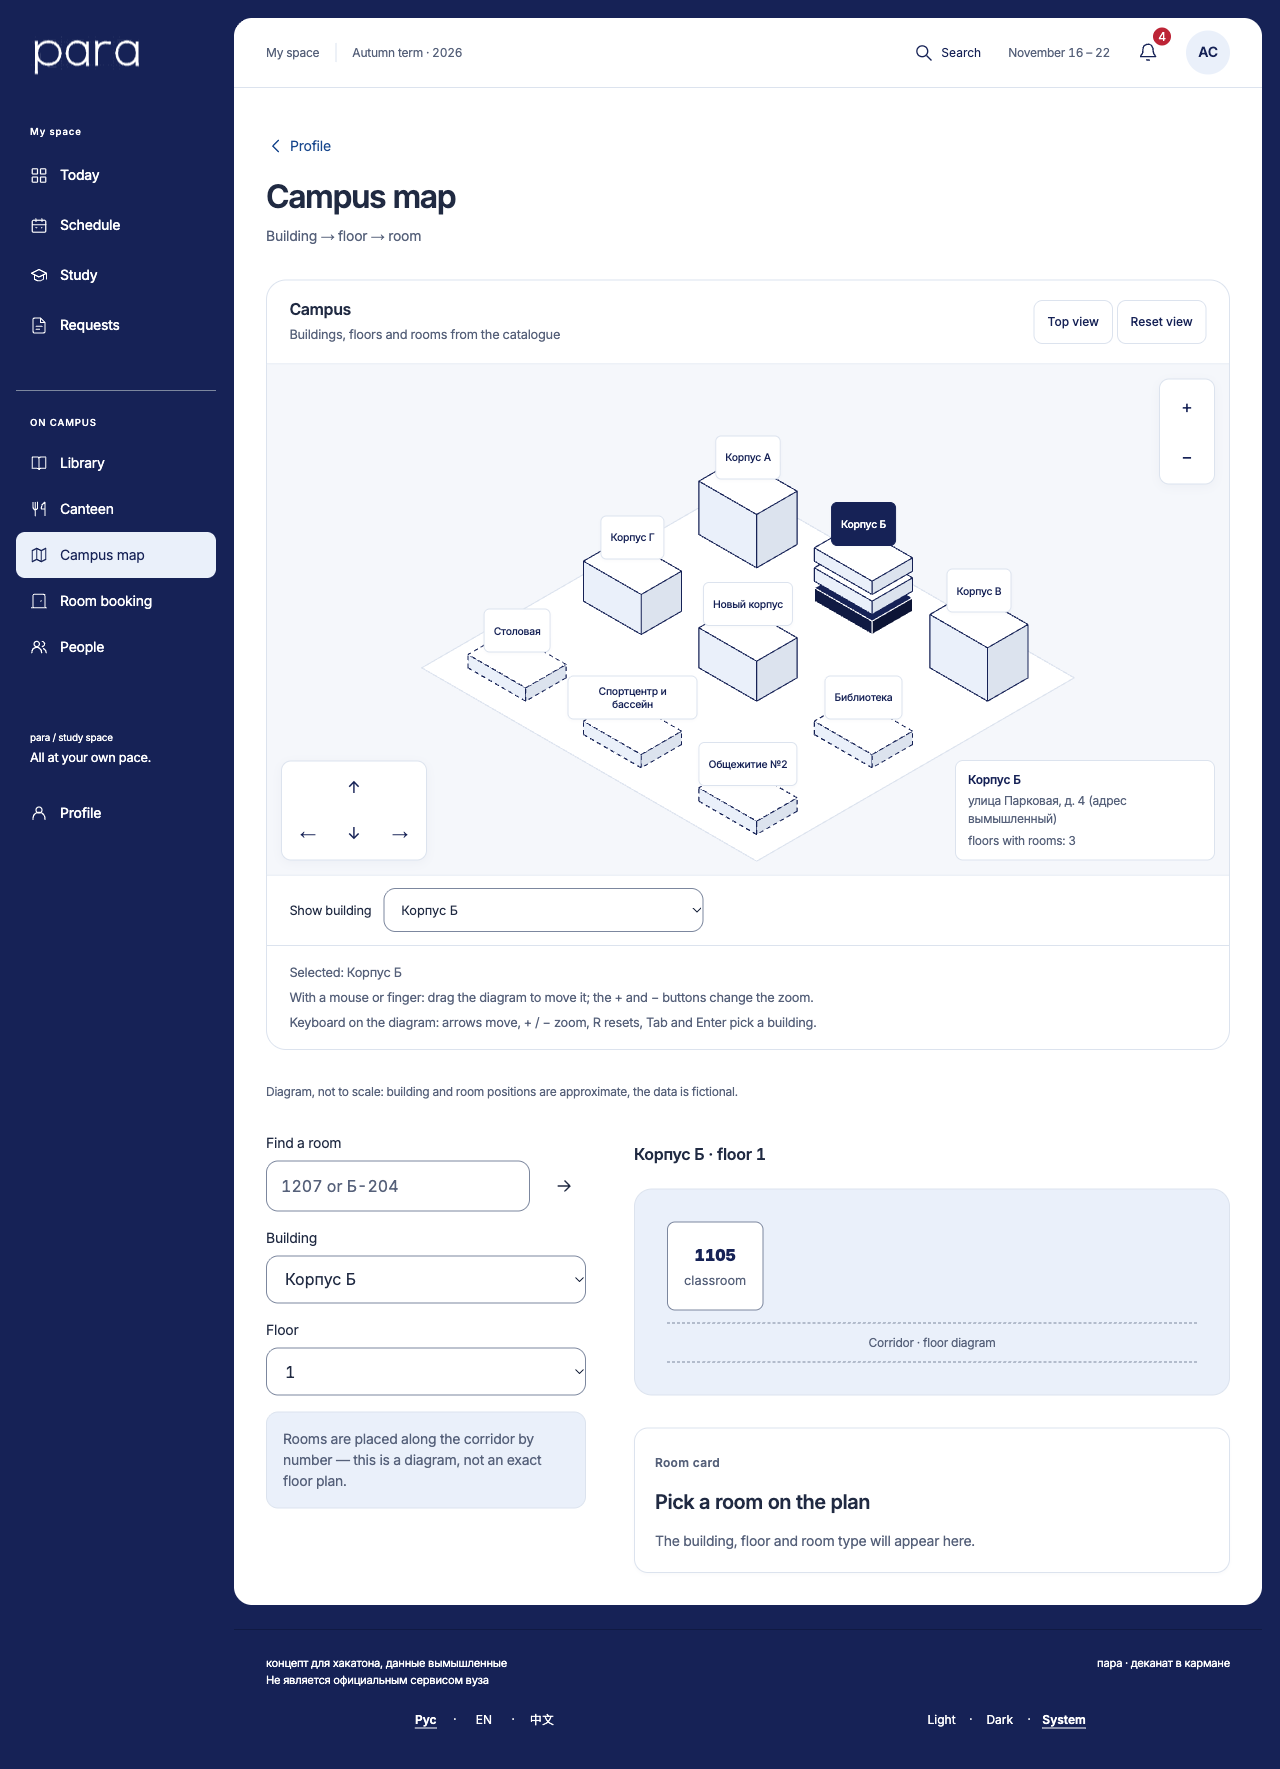 para
My space
Today
Schedule
Study
Requests
ON CAMPUS
Library
Canteen
Campus map
Room booking
People
para / study space
All at your own pace.
Profile
My space
Autumn term · 2026
Search
November 16 – 22
4
AC
Profile
Campus map
Building → floor → room
Campus
Buildings, floors and rooms from the catalogue
Top view
Reset view
+
−
Корпус А
Корпус Б
Корпус Г
Корпус В
Новый корпус
Столовая
Спортцентр и
бассейн
Библиотека
Общежитие №2
↑
← ↓ →
Корпус Б
улица Парковая, д. 4 (адрес
вымышленный)
floors with rooms: 3
Show building
Корпус Б
Selected: Корпус Б
With a mouse or finger: drag the diagram to move it; the + and − buttons change the zoom.
Keyboard on the diagram: arrows move, + / − zoom, R resets, Tab and Enter pick a building.
Diagram, not to scale: building and room positions are approximate, the data is fictional.
Find a room
1207 or Б-204
→
Building
Корпус Б
Floor
1
Rooms are placed along the corridor by
number — this is a diagram, not an exact
floor plan.
Корпус Б · floor 1
1105
classroom
Corridor · floor diagram
Room card
Pick a room on the plan
The building, floor and room type will appear here.
концепт для хакатона, данные вымышленные
Не является официальным сервисом вуза
пара · деканат в кармане
Рус · EN · 中文
Light · Dark · System